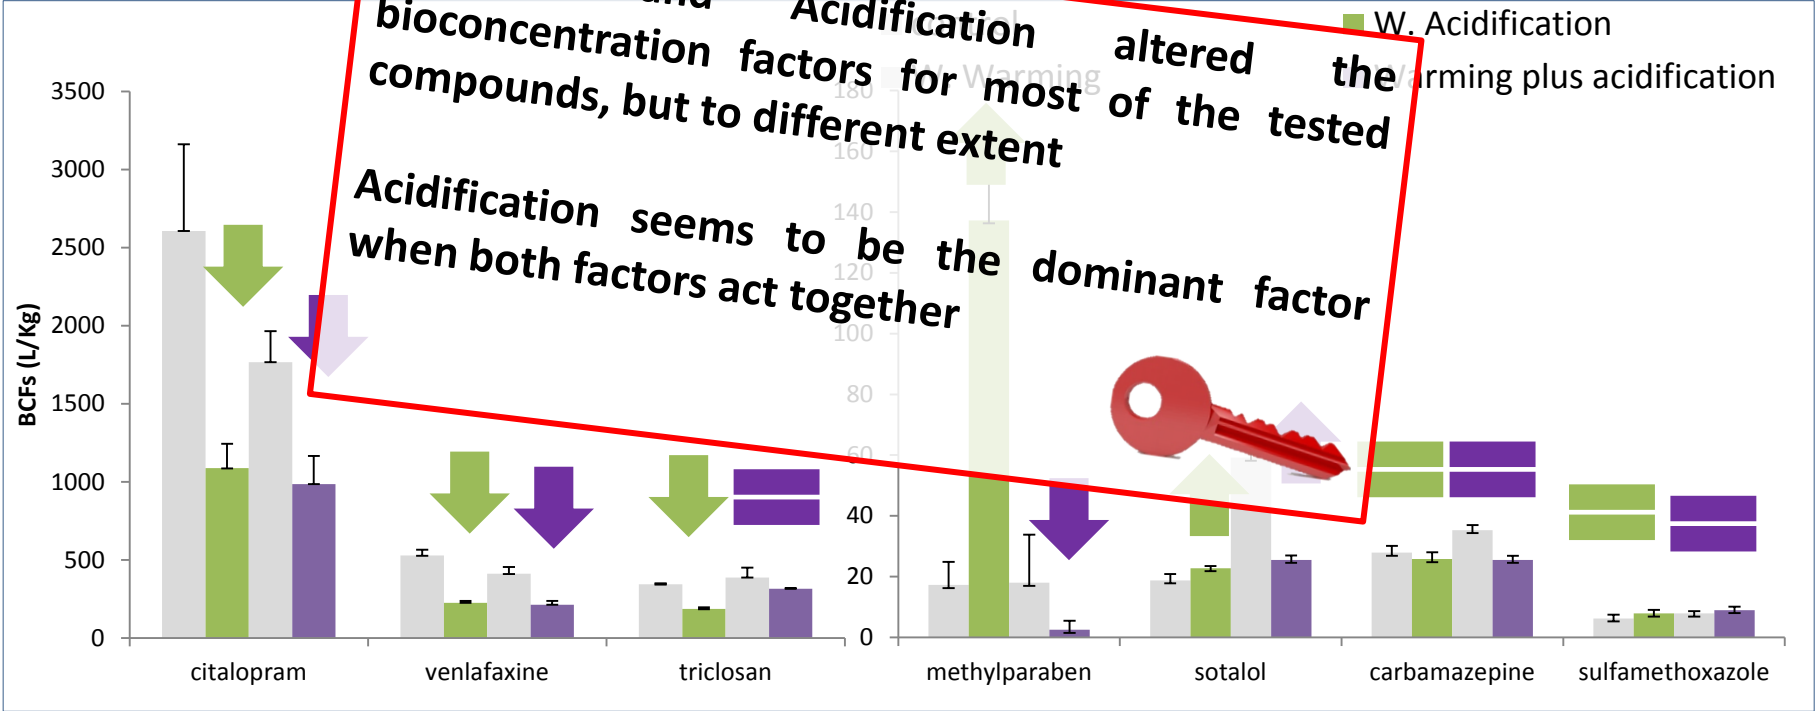 and Acidification altered the
bioconcentration factors for most of the tested
compounds, but to different extent
Acidification seems to be the dominant factor
when both factors act together
W. Acidification
Warming
Warming plus acidification
BCFs (L/Kg)
3500
3000
2500
2000
1500
1000
500
0
180
160
140
120
100
80
60
40
20
0
citalopram
venlafaxine
triclosan
methylparaben
sotalol
carbamazepine
sulfamethoxazole